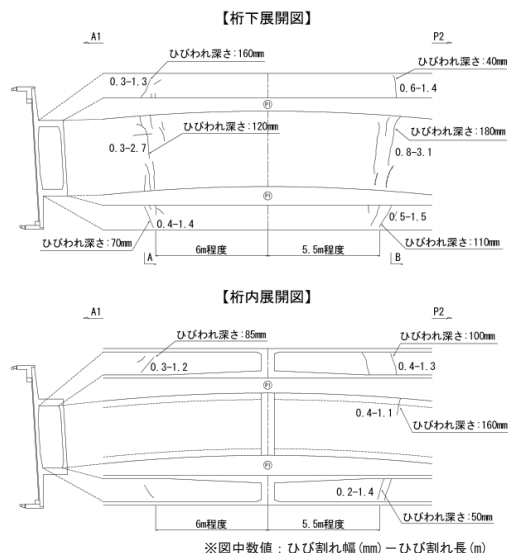 【桁下展開図】
A1
P2
ひびわれ深さ:160mm
ひびわれ深さ:40mm
0.3-1.3
0.6-1.4
P1
ひびわれ深さ:120mm
ひびわれ深さ:180mm
0.3-2.7
0.8-3.1
P1
0.4-1.4
0.5-1.5
ひびわれ深さ:70mm
ひびわれ深さ:110mm
A
6m程度
5.5m程度
B
【桁内展開図】
A1
P2
ひびわれ深さ:85mm
ひびわれ深さ:100mm
0.3-1.2
0.4-1.3
P1
0.4-1.1
ひびわれ深さ:160mm
P1
0.2-1.4
6m程度
5.5m程度
ひびわれ深さ:50mm
※図中数値:ひび割れ幅(mm)-ひび割れ長(m)